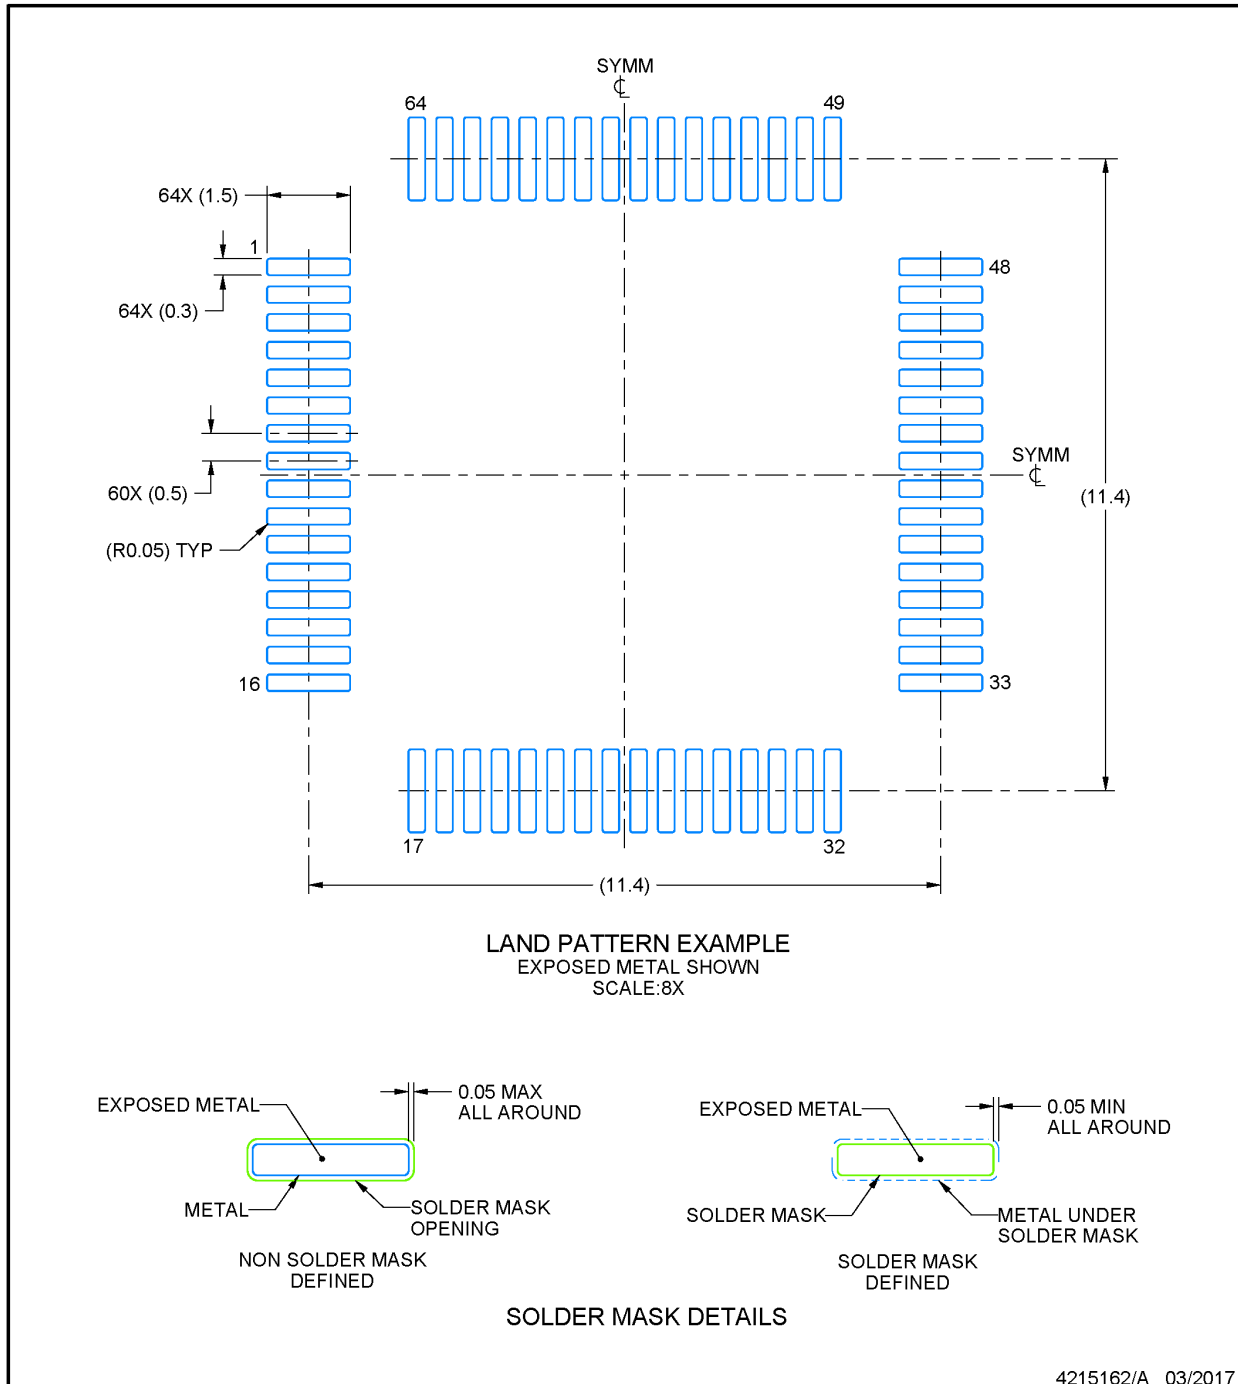 SYMM
℄
64
49
64X (1.5)
1
48
64X (0.3)
SYMM
℄
60X (0.5)
(11.4)
(R0.05) TYP
16
33
17
32
(11.4)
LAND PATTERN EXAMPLE
EXPOSED METAL SHOWN
SCALE:8X
EXPOSED METAL
0.05 MAX
ALL AROUND
METAL
SOLDER MASK
OPENING
NON SOLDER MASK
DEFINED
EXPOSED METAL
0.05 MIN
ALL AROUND
SOLDER MASK
METAL UNDER
SOLDER MASK
SOLDER MASK
DEFINED
SOLDER MASK DETAILS
4215162/A 03/2017